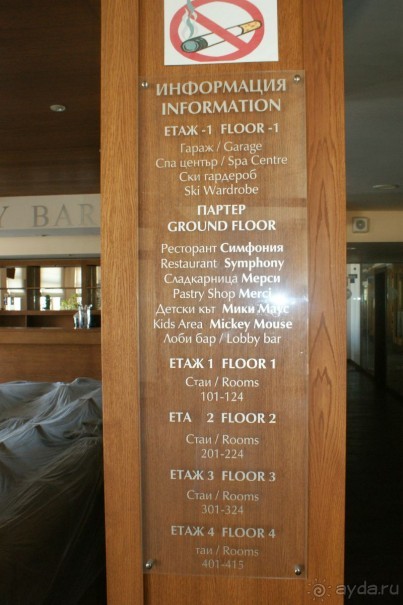 ИНФОРМАЦИЯ
INFORMATION
ЕТАЖ -1 FLOOR -1
Гараж / Garage
Спа център / Spa Centre
Ски гардероб
Ski Wardrobe
ПАРТЕР
GROUND FLOOR
Ресторант Симфония
Restaurant Symphony
Сладкарница Мерси
Pastry Shop Merci
Детски кът Мики Маус
Kids Area Mickey Mouse
Лоби бар / Lobby bar
ЕТАЖ 1 FLOOR 1
Стаи / Rooms
101-124
ЕТА 2 FLOOR 2
Стаи / Rooms
201-224
ЕТАЖ 3 FLOOR 3
Стаи / Rooms
301-324
ЕТАЖ 4 FLOOR 4
таи / Rooms
401-415
Y BAR
ayda.ru